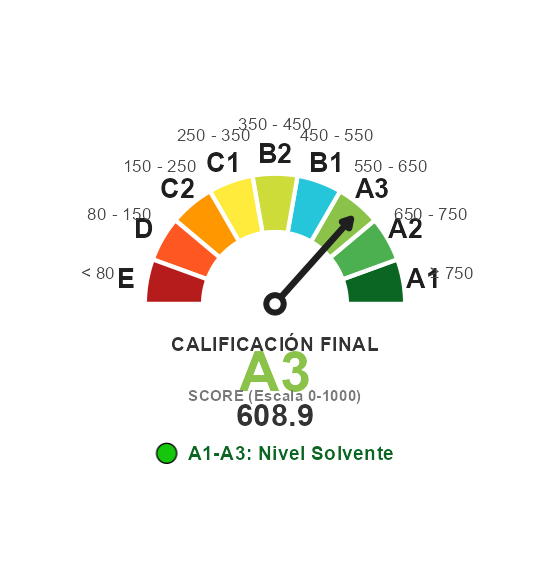 350 - 450
250 - 350
450 - 550
B2
C1
B1
150 - 250
550 - 650
C2
A3
80 - 150
650 - 750
D
A2
< 80
E
A1
≥ 750
CALIFICACIÓN FINAL
A3
SCORE (Escala 0-1000)
608.9
A1-A3: Nivel Solvente